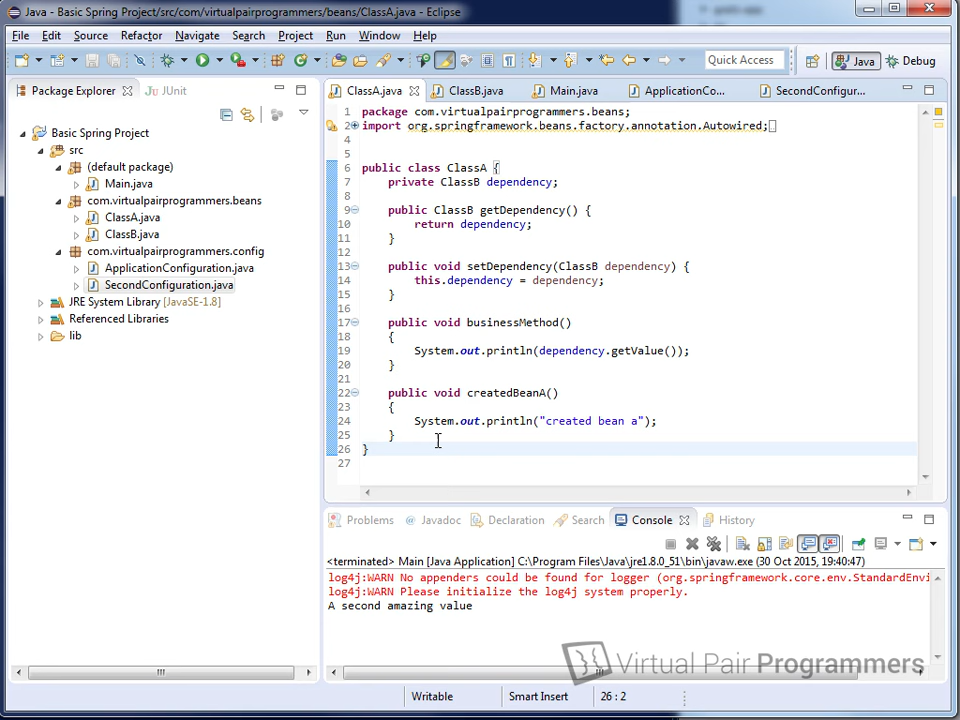 Java - Basic Spring Project/src/com/virtualpairprogrammers/beans/ClassA.java - Eclipse
File Edit Source Refactor Navigate Search Project Run Window Help
Quick Access Java Debug
Package Explorer JUnit
ClassA.java ClassB.java Main.java ApplicationCo... SecondConfigur...
Basic Spring Project
src
(default package)
Main.java
com.virtualpairprogrammers.beans
ClassA.java
ClassB.java
com.virtualpairprogrammers.config
ApplicationConfiguration.java
SecondConfiguration.java
JRE System Library [JavaSE-1.8]
Referenced Libraries
lib
1 package com.virtualpairprogrammers.beans;
2 import org.springframework.beans.factory.annotation.Autowired;
4
5
6 public class ClassA {
7 private ClassB dependency;
8
9 public ClassB getDependency() {
10 return dependency;
11 }
12
13 public void setDependency(ClassB dependency) {
14 this.dependency = dependency;
15 }
16
17 public void businessMethod()
18 {
19 System.out.println(dependency.getValue());
20 }
21
22 public void createdBeanA()
23 {
24 System.out.println("created bean a");
25 }
26 }
27
Problems Javadoc Declaration Search Console History
<terminated> Main [Java Application] C:\Program Files\Java\jre1.8.0_51\bin\javaw.exe (30 Oct 2015, 19:40:47)
log4j:WARN No appenders could be found for logger (org.springframework.core.env.StandardEnvi
log4j:WARN Please initialize the log4j system properly.
A second amazing value
Virtual Pair Programmers
Writable Smart Insert 26 : 2